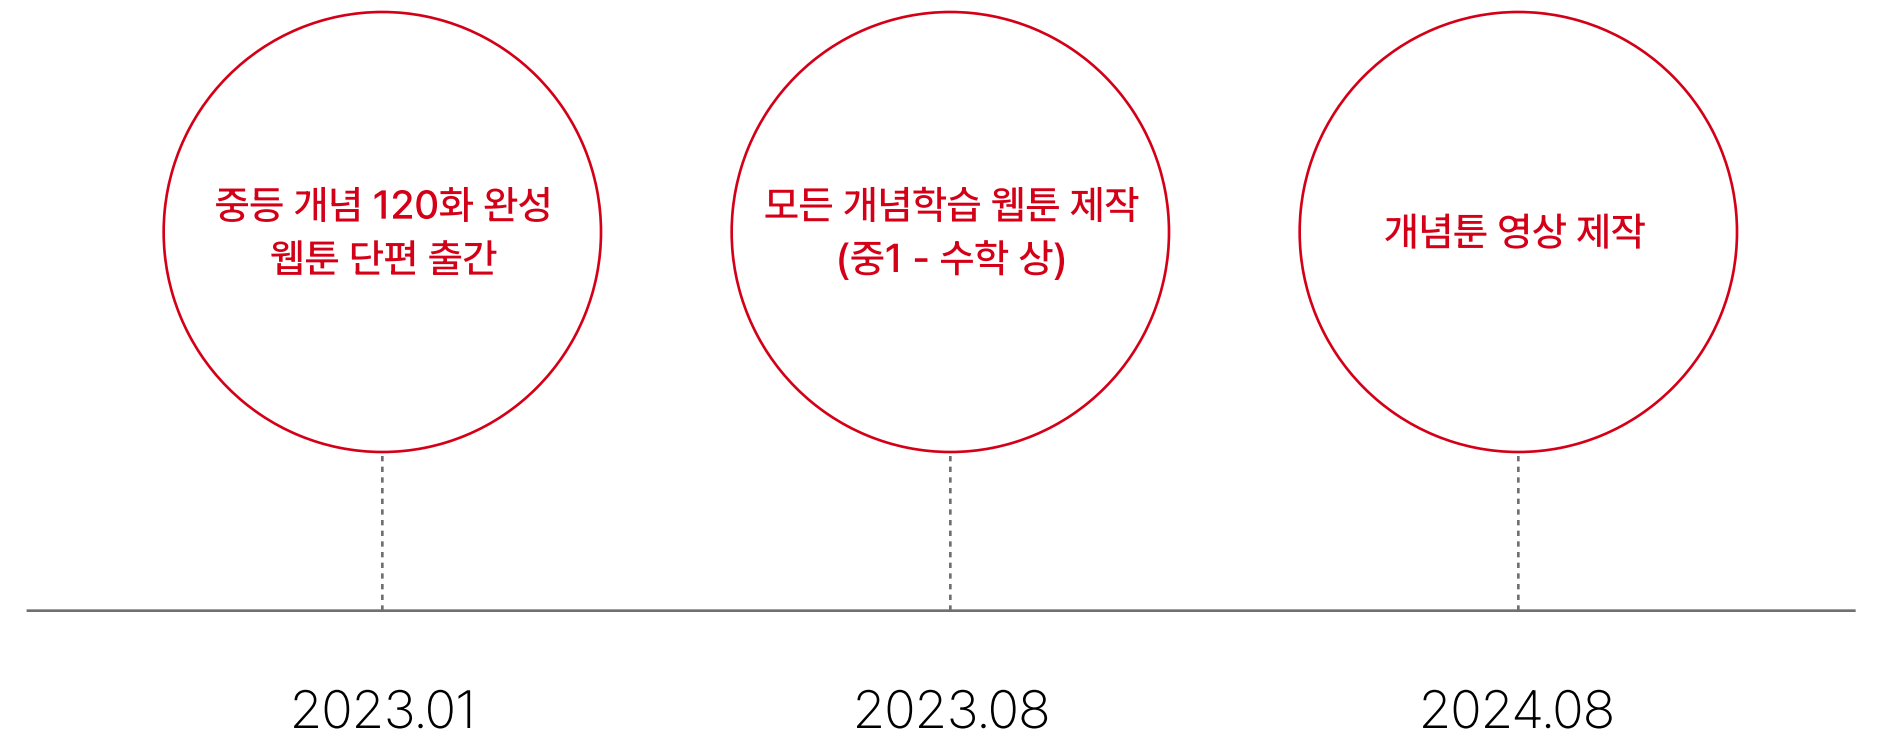 중등 개념 120화 완성
웹툰 단편 출간
모든 개념학습 웹툰 제작
(중1 - 수학 상)
개념툰 영상 제작
2023.01
2023.08
2024.08